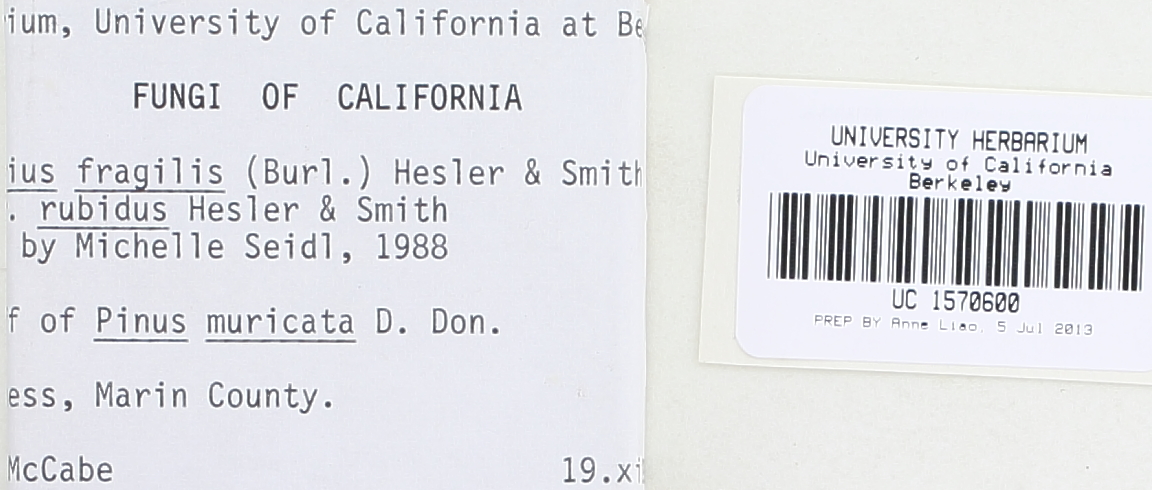 ium, University of California at Be
FUNGI OF CALIFORNIA
ius fragilis (Burl.) Hesler & Smith
. rubidus Hesler & Smith
by Michelle Seidl, 1988
f of Pinus muricata D. Don.
ess, Marin County.
McCabe 19.xi
UNIVERSITY HERBARIUM
University of California
Berkeley
UC 1570600
PREP BY Anne Liao, 5 Jul 2013